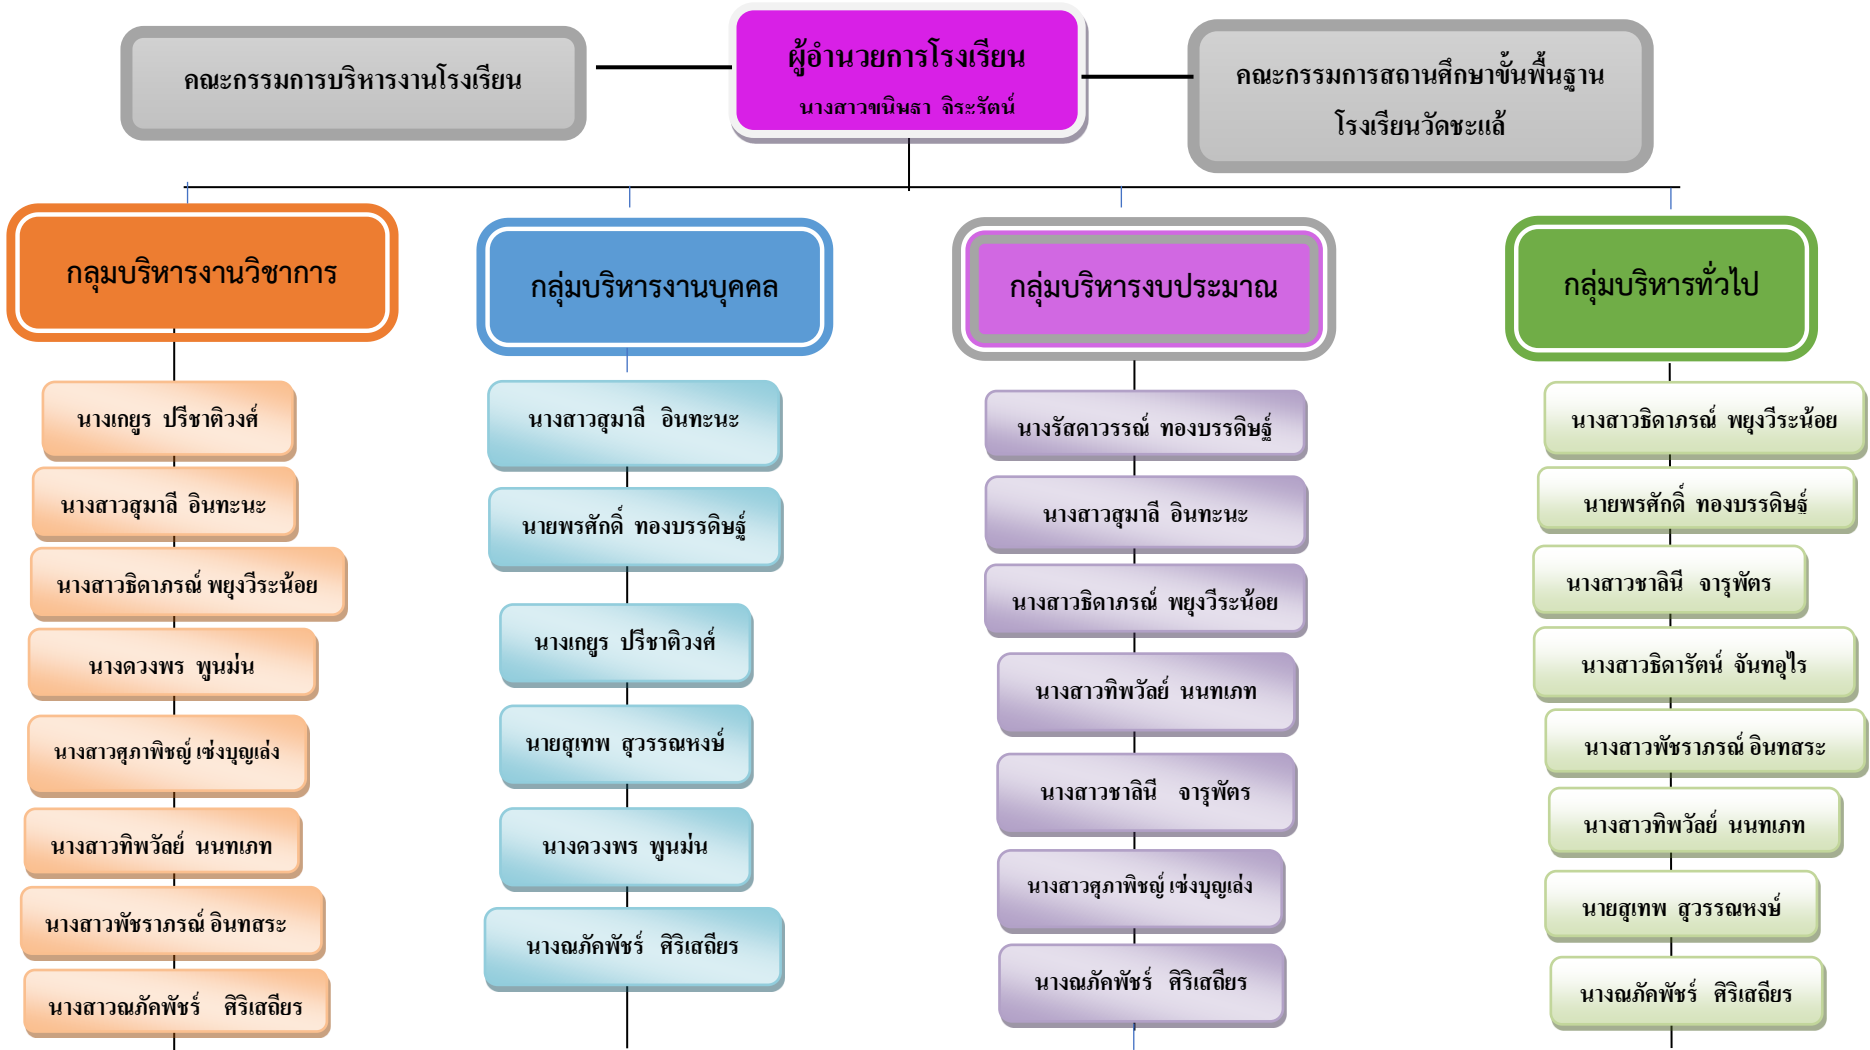 คณะกรรมการบริหารงานโรงเรียน
ผู้อำนวยการโรงเรียน
นางสาวขนิษฐา จิระรัตน์
คณะกรรมการสถานศึกษาขั้นพื้นฐาน
โรงเรียนวัดชะแล้
กลุมบริหารงานวิชาการ
นางเกยูร ปรีชาติวงศ์
นางสาวสุมาลี อินทะนะ
นางสาวธิดาภรณ์ พยุงวีระน้อย
นางดวงพร พูนม่น
นางสาวศุภาพิชญ์ เซ่งบุญเล่ง
นางสาวทิพวัลย์ นนทเภท
นางสาวพัชราภรณ์ อินทสระ
นางสาวณภัคพัชร์ ศิริเสถียร
กลุ่มบริหารงานบุคคล
นางสาวสุมาลี อินทะนะ
นายพรศักดิ์ ทองบรรดิษฐ์
นางเกยูร ปรีชาติวงศ์
นายสุเทพ สุวรรณหงษ์
นางดวงพร พูนม่น
นางณภัคพัชร์ ศิริเสถียร
กลุ่มบริหารงบประมาณ
นางรัสดาวรรณ์ ทองบรรดิษฐ์
นางสาวสุมาลี อินทะนะ
นางสาวธิดาภรณ์ พยุงวีระน้อย
นางสาวทิพวัลย์ นนทเภท
นางสาวชาลินี จารุพัตร
นางสาวศุภาพิชญ์ เซ่งบุญเล่ง
นางณภัคพัชร์ ศิริเสถียร
กลุ่มบริหารทั่วไป
นางสาวธิดาภรณ์ พยุงวีระน้อย
นายพรศักดิ์ ทองบรรดิษฐ์
นางสาวชาลินี จารุพัตร
นางสาวธิดารัตน์ จันทอุไร
นางสาวพัชราภรณ์ อินทสระ
นางสาวทิพวัลย์ นนทเภท
นายสุเทพ สุวรรณหงษ์
นางณภัคพัชร์ ศิริเสถียร